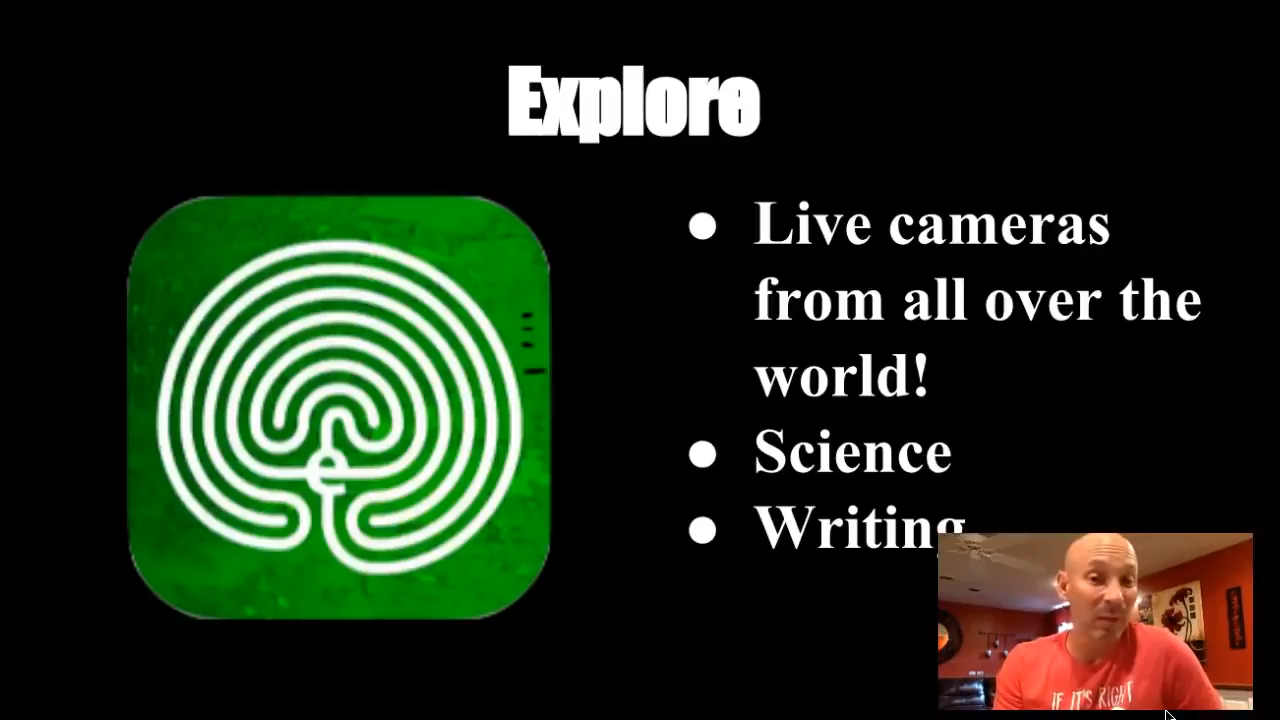 Explore
● Live cameras
from all over the
world!
● Science
● Writing
IF IT'S RIGHT